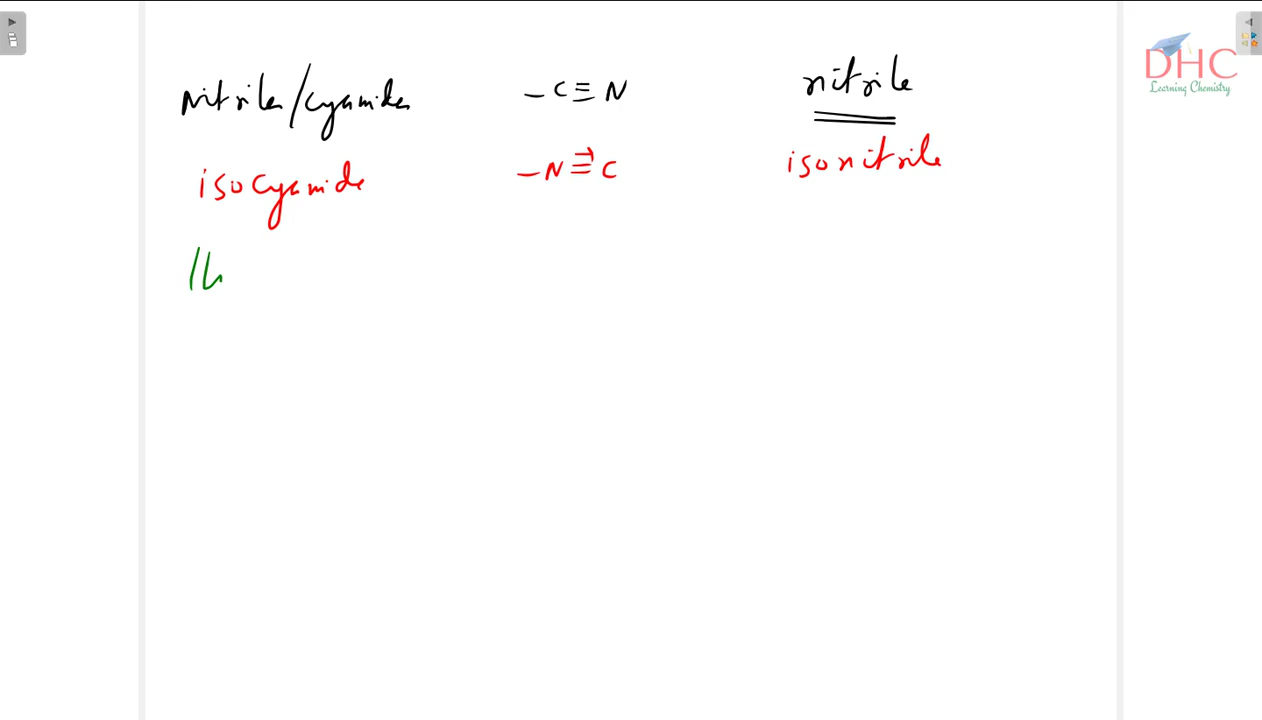 nitrile/cyanide -C≡N nitrile
isocyanide -N≡C isonitrile
DHC
Learning Chemistry